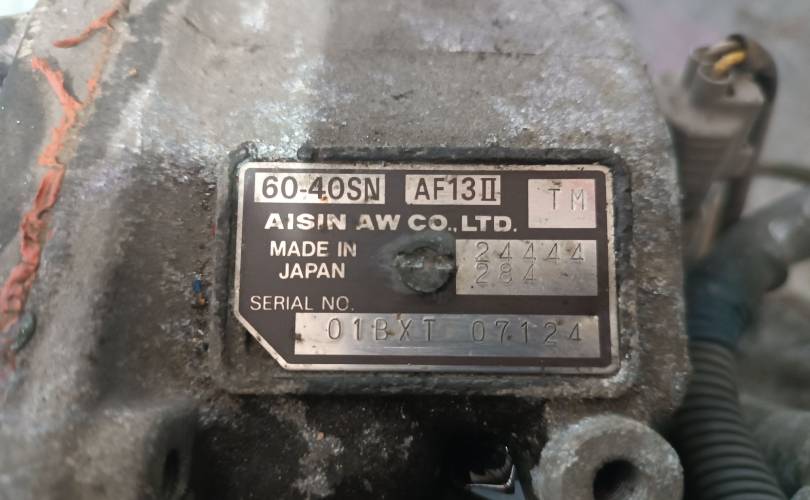 60-40SN AF13II TM
AISIN AW CO.,LTD.
MADE IN
JAPAN
24444
284
SERIAL NO.
01BXT 07124